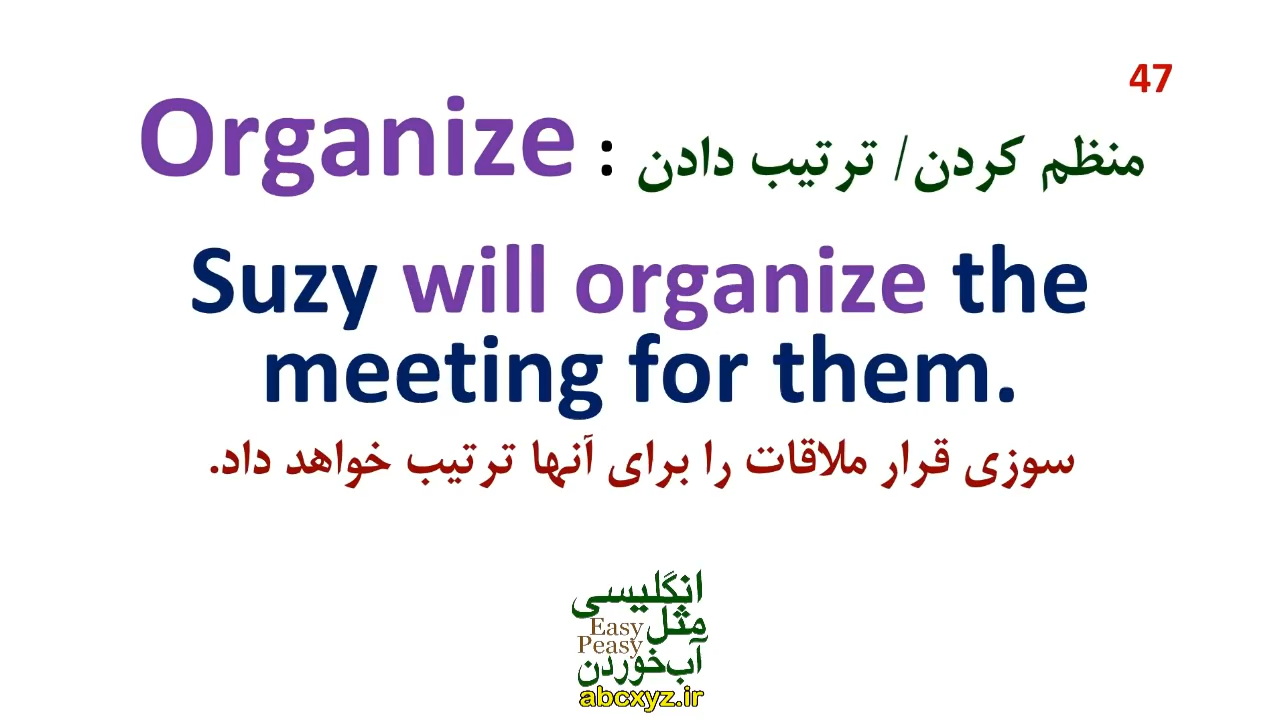 47
Organize : منظم کردن/ ترتیب دادن
Suzy will organize the
meeting for them.
سوزی قرار ملاقات را برای آنها ترتیب خواهد داد.
انگلیسی
مثل Easy
Peasy
آب‌خوردن
abcxyz.ir